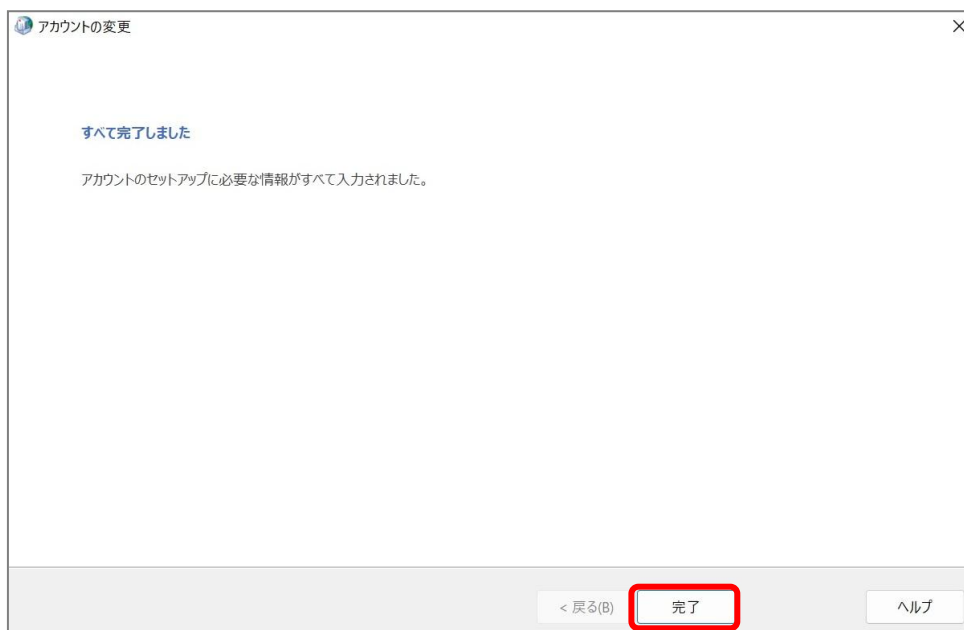 アカウントの変更
すべて完了しました
アカウントのセットアップに必要な情報がすべて入力されました。
< 戻る(B)
完了
ヘルプ